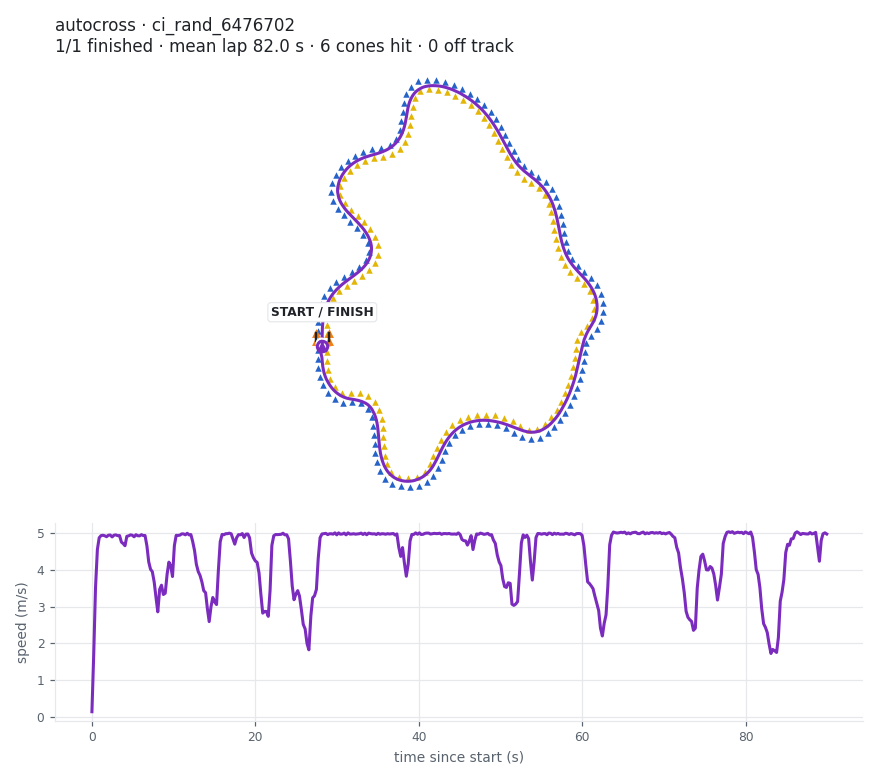 autocross · ci_rand_6476702
1/1 finished · mean lap 82.0 s · 6 cones hit · 0 off track
START / FINISH
5
4
3
2
1
0
speed (m/s)
0 20 40 60 80
time since start (s)